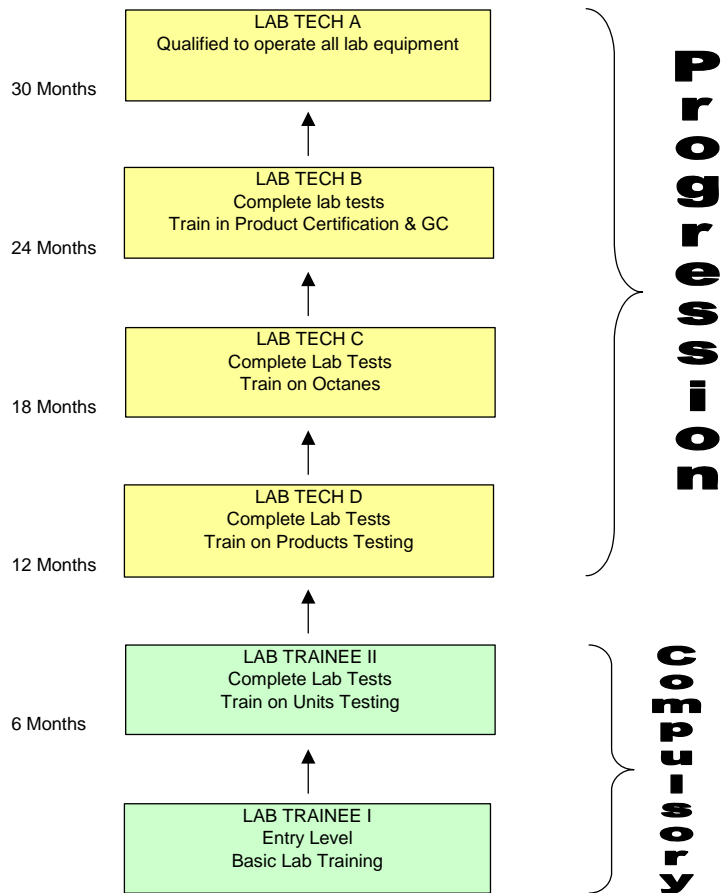 LAB TECH A
Qualified to operate all lab equipment
30 Months
LAB TECH B
Complete lab tests
Train in Product Certification & GC
24 Months
LAB TECH C
Complete Lab Tests
Train on Octanes
18 Months
LAB TECH D
Complete Lab Tests
Train on Products Testing
12 Months
Progression
LAB TRAINEE II
Complete Lab Tests
Train on Units Testing
6 Months
LAB TRAINEE I
Entry Level
Basic Lab Training
Compulsory